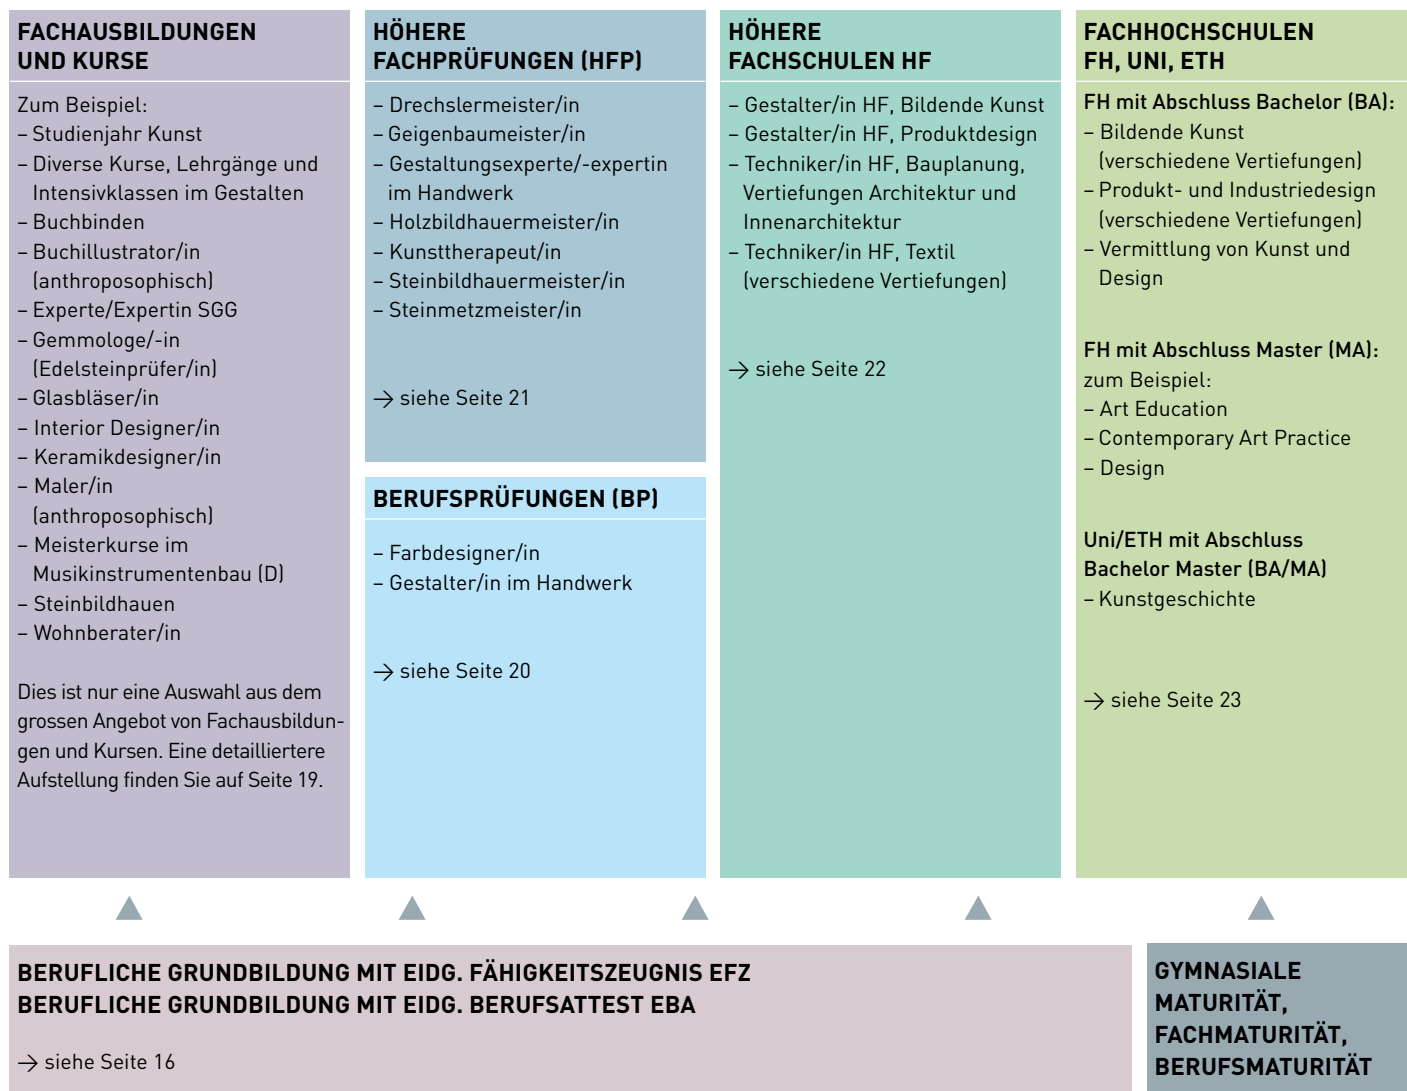 FACHAUSBILDUNGEN
UND KURSE
Zum Beispiel:
– Studienjahr Kunst
– Diverse Kurse, Lehrgänge und
Intensivklassen im Gestalten
– Buchbinden
– Buchillustrator/in
(anthroposophisch)
– Experte/Expertin SGG
– Gemmologe/-in
(Edelsteinprüfer/in)
– Glasbläser/in
– Interior Designer/in
– Keramikdesigner/in
– Maler/in
(anthroposophisch)
– Meisterkurse im
Musikinstrumentenbau (D)
– Steinbildhauen
– Wohnberater/in
Dies ist nur eine Auswahl aus dem
grossen Angebot von Fachausbildun-
gen und Kursen. Eine detailliertere
Aufstellung finden Sie auf Seite 19.
HÖHERE
FACHPRÜFUNGEN (HFP)
– Drechslermeister/in
– Geigenbaumeister/in
– Gestaltungsexperte/-expertin
im Handwerk
– Holzbildhauermeister/in
– Kunsttherapeut/in
– Steinbildhauermeister/in
– Steinmetzmeister/in
→ siehe Seite 21
BERUFSPRÜFUNGEN (BP)
– Farbdesigner/in
– Gestalter/in im Handwerk
→ siehe Seite 20
HÖHERE
FACHSCHULEN HF
– Gestalter/in HF, Bildende Kunst
– Gestalter/in HF, Produktdesign
– Techniker/in HF, Bauplanung,
Vertiefungen Architektur und
Innenarchitektur
– Techniker/in HF, Textil
(verschiedene Vertiefungen)
→ siehe Seite 22
FACHHOCHSCHULEN
FH, UNI, ETH
FH mit Abschluss Bachelor (BA):
– Bildende Kunst
(verschiedene Vertiefungen)
– Produkt- und Industriedesign
(verschiedene Vertiefungen)
– Vermittlung von Kunst und
Design
FH mit Abschluss Master (MA):
zum Beispiel:
– Art Education
– Contemporary Art Practice
– Design
Uni/ETH mit Abschluss
Bachelor Master (BA/MA)
– Kunstgeschichte
→ siehe Seite 23
BERUFLICHE GRUNDBILDUNG MIT EIDG. FÄHIGKEITSZEUGNIS EFZ
BERUFLICHE GRUNDBILDUNG MIT EIDG. BERUFSATTEST EBA
→ siehe Seite 16
GYMNASIALE
MATURITÄT,
FACHMATURITÄT,
BERUFSMATURITÄT